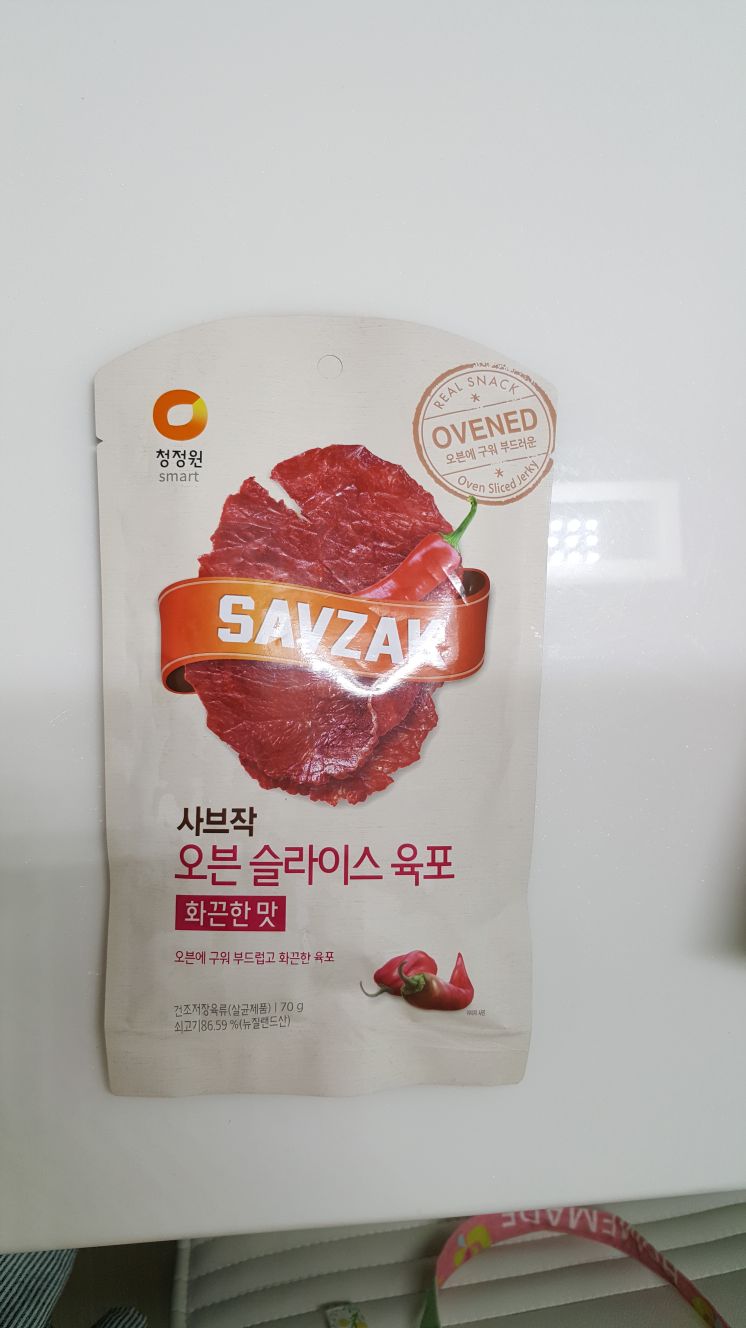 청정원
smart
REAL SNACK
OVENED
오븐에 구워 부드러운
Oven Sliced Jerky
SAVZAK
사브작
오븐 슬라이스 육포
화끈한 맛
오븐에 구워 부드럽고 화끈한 육포
건조저장육류(살균제품) | 70 g
쇠고기86.59 %(뉴질랜드산)
HOMEMADE